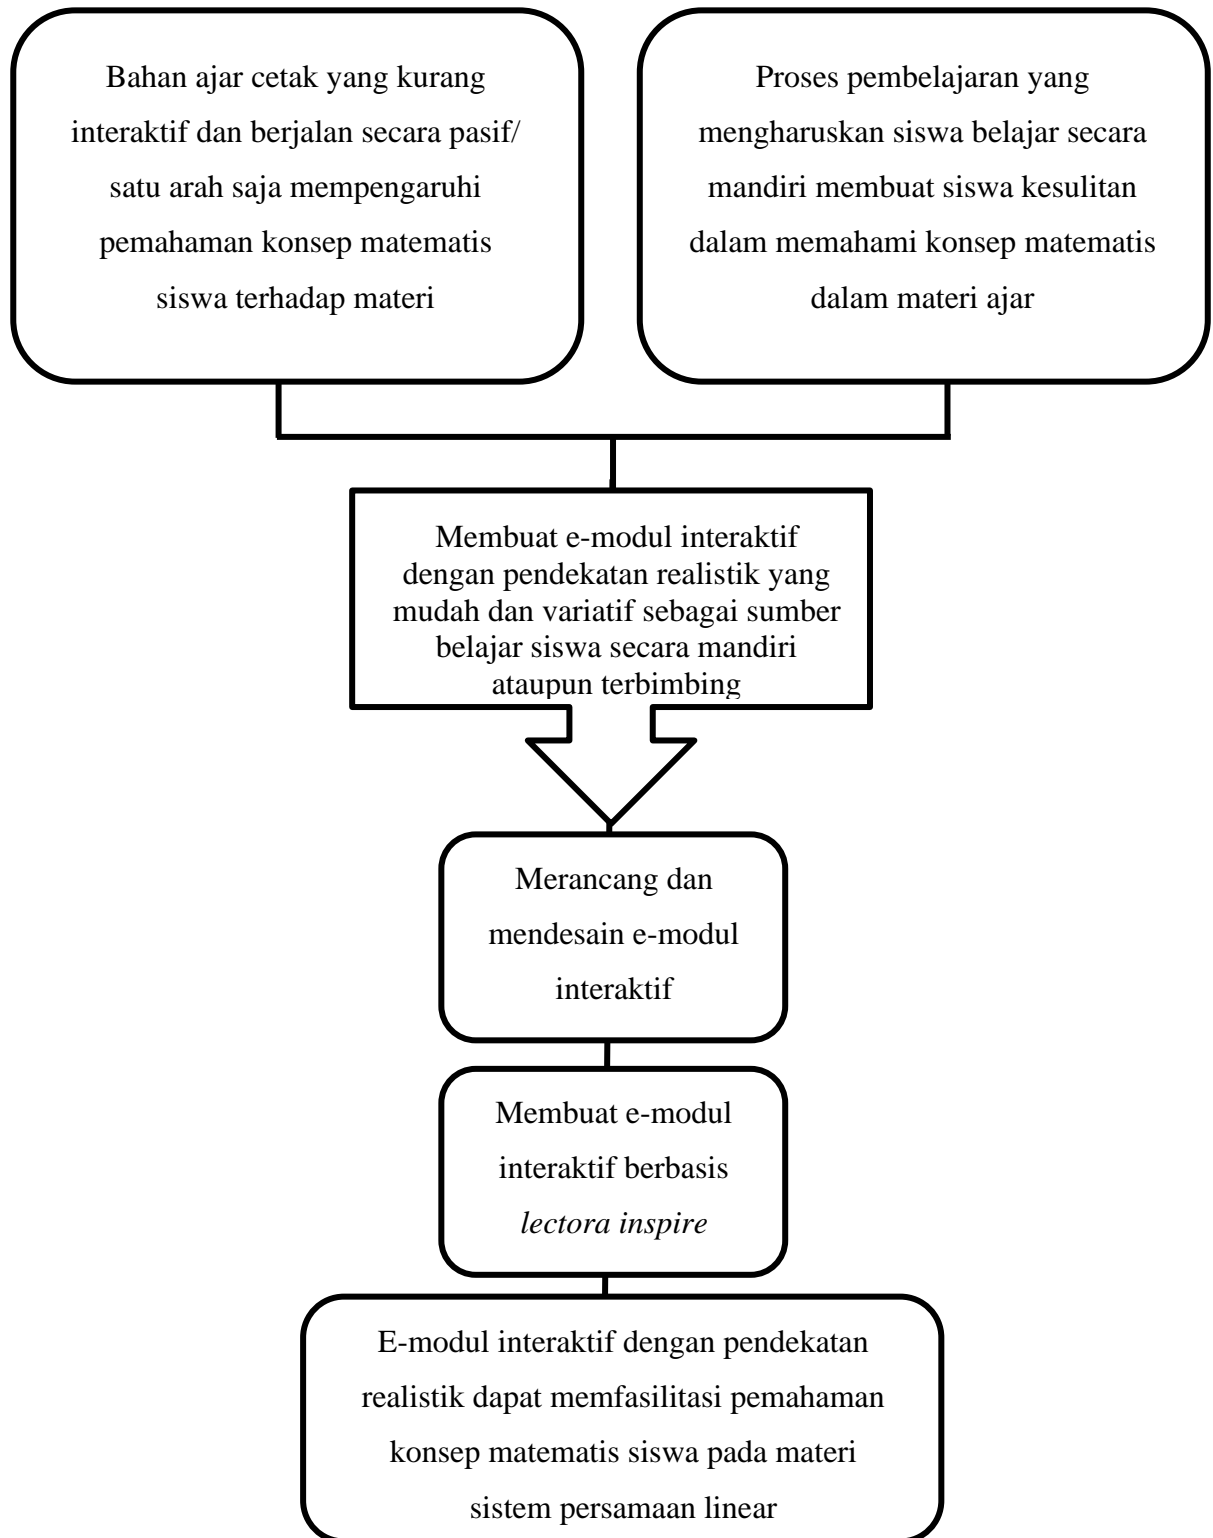 Bahan ajar cetak yang kurang
interaktif dan berjalan secara pasif/
satu arah saja mempengaruhi
pemahaman konsep matematis
siswa terhadap materi
Proses pembelajaran yang
mengharuskan siswa belajar secara
mandiri membuat siswa kesulitan
dalam memahami konsep matematis
dalam materi ajar
Membuat e-modul interaktif
dengan pendekatan realistik yang
mudah dan variatif sebagai sumber
belajar siswa secara mandiri
ataupun terbimbing
Merancang dan
mendesain e-modul
interaktif
Membuat e-modul
interaktif berbasis
lectora inspire
E-modul interaktif dengan pendekatan
realistik dapat memfasilitasi pemahaman
konsep matematis siswa pada materi
sistem persamaan linear